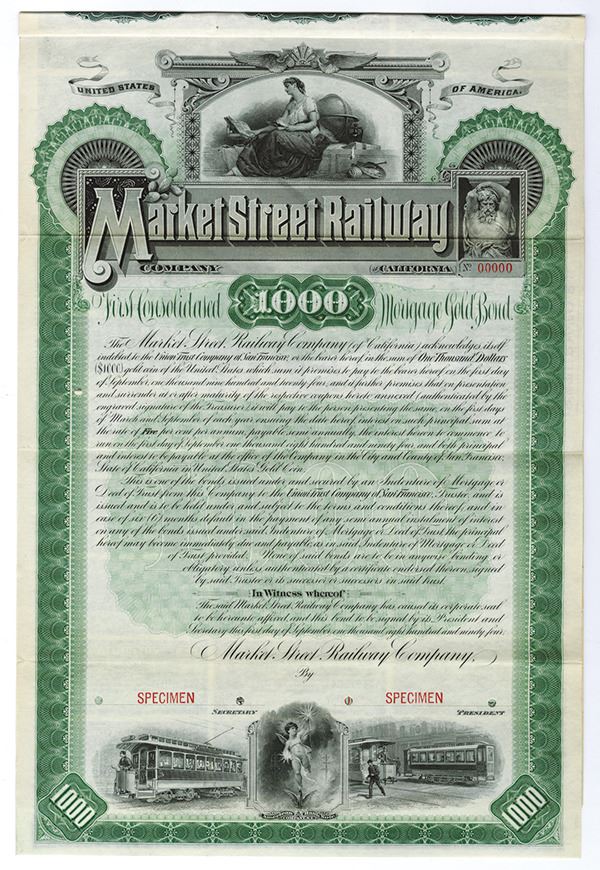 UNITED STATES
OF AMERICA.
Market Street Railway
COMPANY
OF CALIFORNIA
No 00000
First Consolidated 1000 Mortgage Gold Bond
The Market Street Railway Company (of California) acknowledges itself
indebted to the Union Trust Company of San Francisco, or the bearer hereof, in the sum of One Thousand Dollars
($1000) gold coin of the United States, which sum it promises to pay to the bearer hereof on the first day
of September, one thousand nine hundred and twenty four, and it further promises that on presentation
and surrender at or after maturity of the respective coupons hereto annexed (authenticated by the
engraved signature of the Treasurer) it will pay to the person presenting the same, on the first days
of March and September of each year ensuing the date hereof, interest on such principal sum at
the rate of Five per cent per annum, payable semi annually, the interest hereon to commence to
run on the first day of September, one thousand eight hundred and ninety four, and both principal
and interest to be payable at the office of the Company in the City and County of San Francisco,
State of California in United States Gold Coin.
This is one of the bonds issued under and secured by an Indenture of Mortgage or
Deed of Trust from this Company to the Union Trust Company of San Francisco, Trustee, and is
issued and is to be held under and subject to the terms and conditions thereof, and in
case of six (6) months default in the payment of any semi annual instalment of interest
on any of the bonds issued under said Indenture of Mortgage or Deed of Trust the principal
hereof may become immediately due and payable, as in said Indenture of Mortgage or Deed
of Trust provided. None of said bonds are to be in anywise binding or
obligatory unless authenticated by a certificate endorsed thereon, signed
by said Trustee or its successor or successors in said trust.
In Witness whereof
The said Market Street Railway Company has caused its corporate seal
to be hereunto affixed, and this bond to be signed by its President and
Secretary this first day of September, one thousand eight hundred and ninety four.
Market Street Railway Company,
By
SPECIMEN SPECIMEN
SECRETARY PRESIDENT
1000 1000